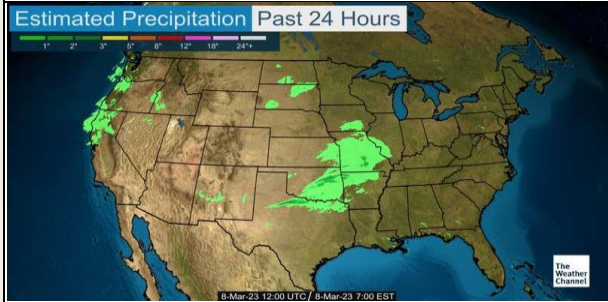 Estimated Precipitation Past 24 Hours
1" 2" 3" 5" 8" 12" 18" 24"+
The
Weather
Channel
8-Mar-23 12:00 UTC / 8-Mar-23 7:00 EST